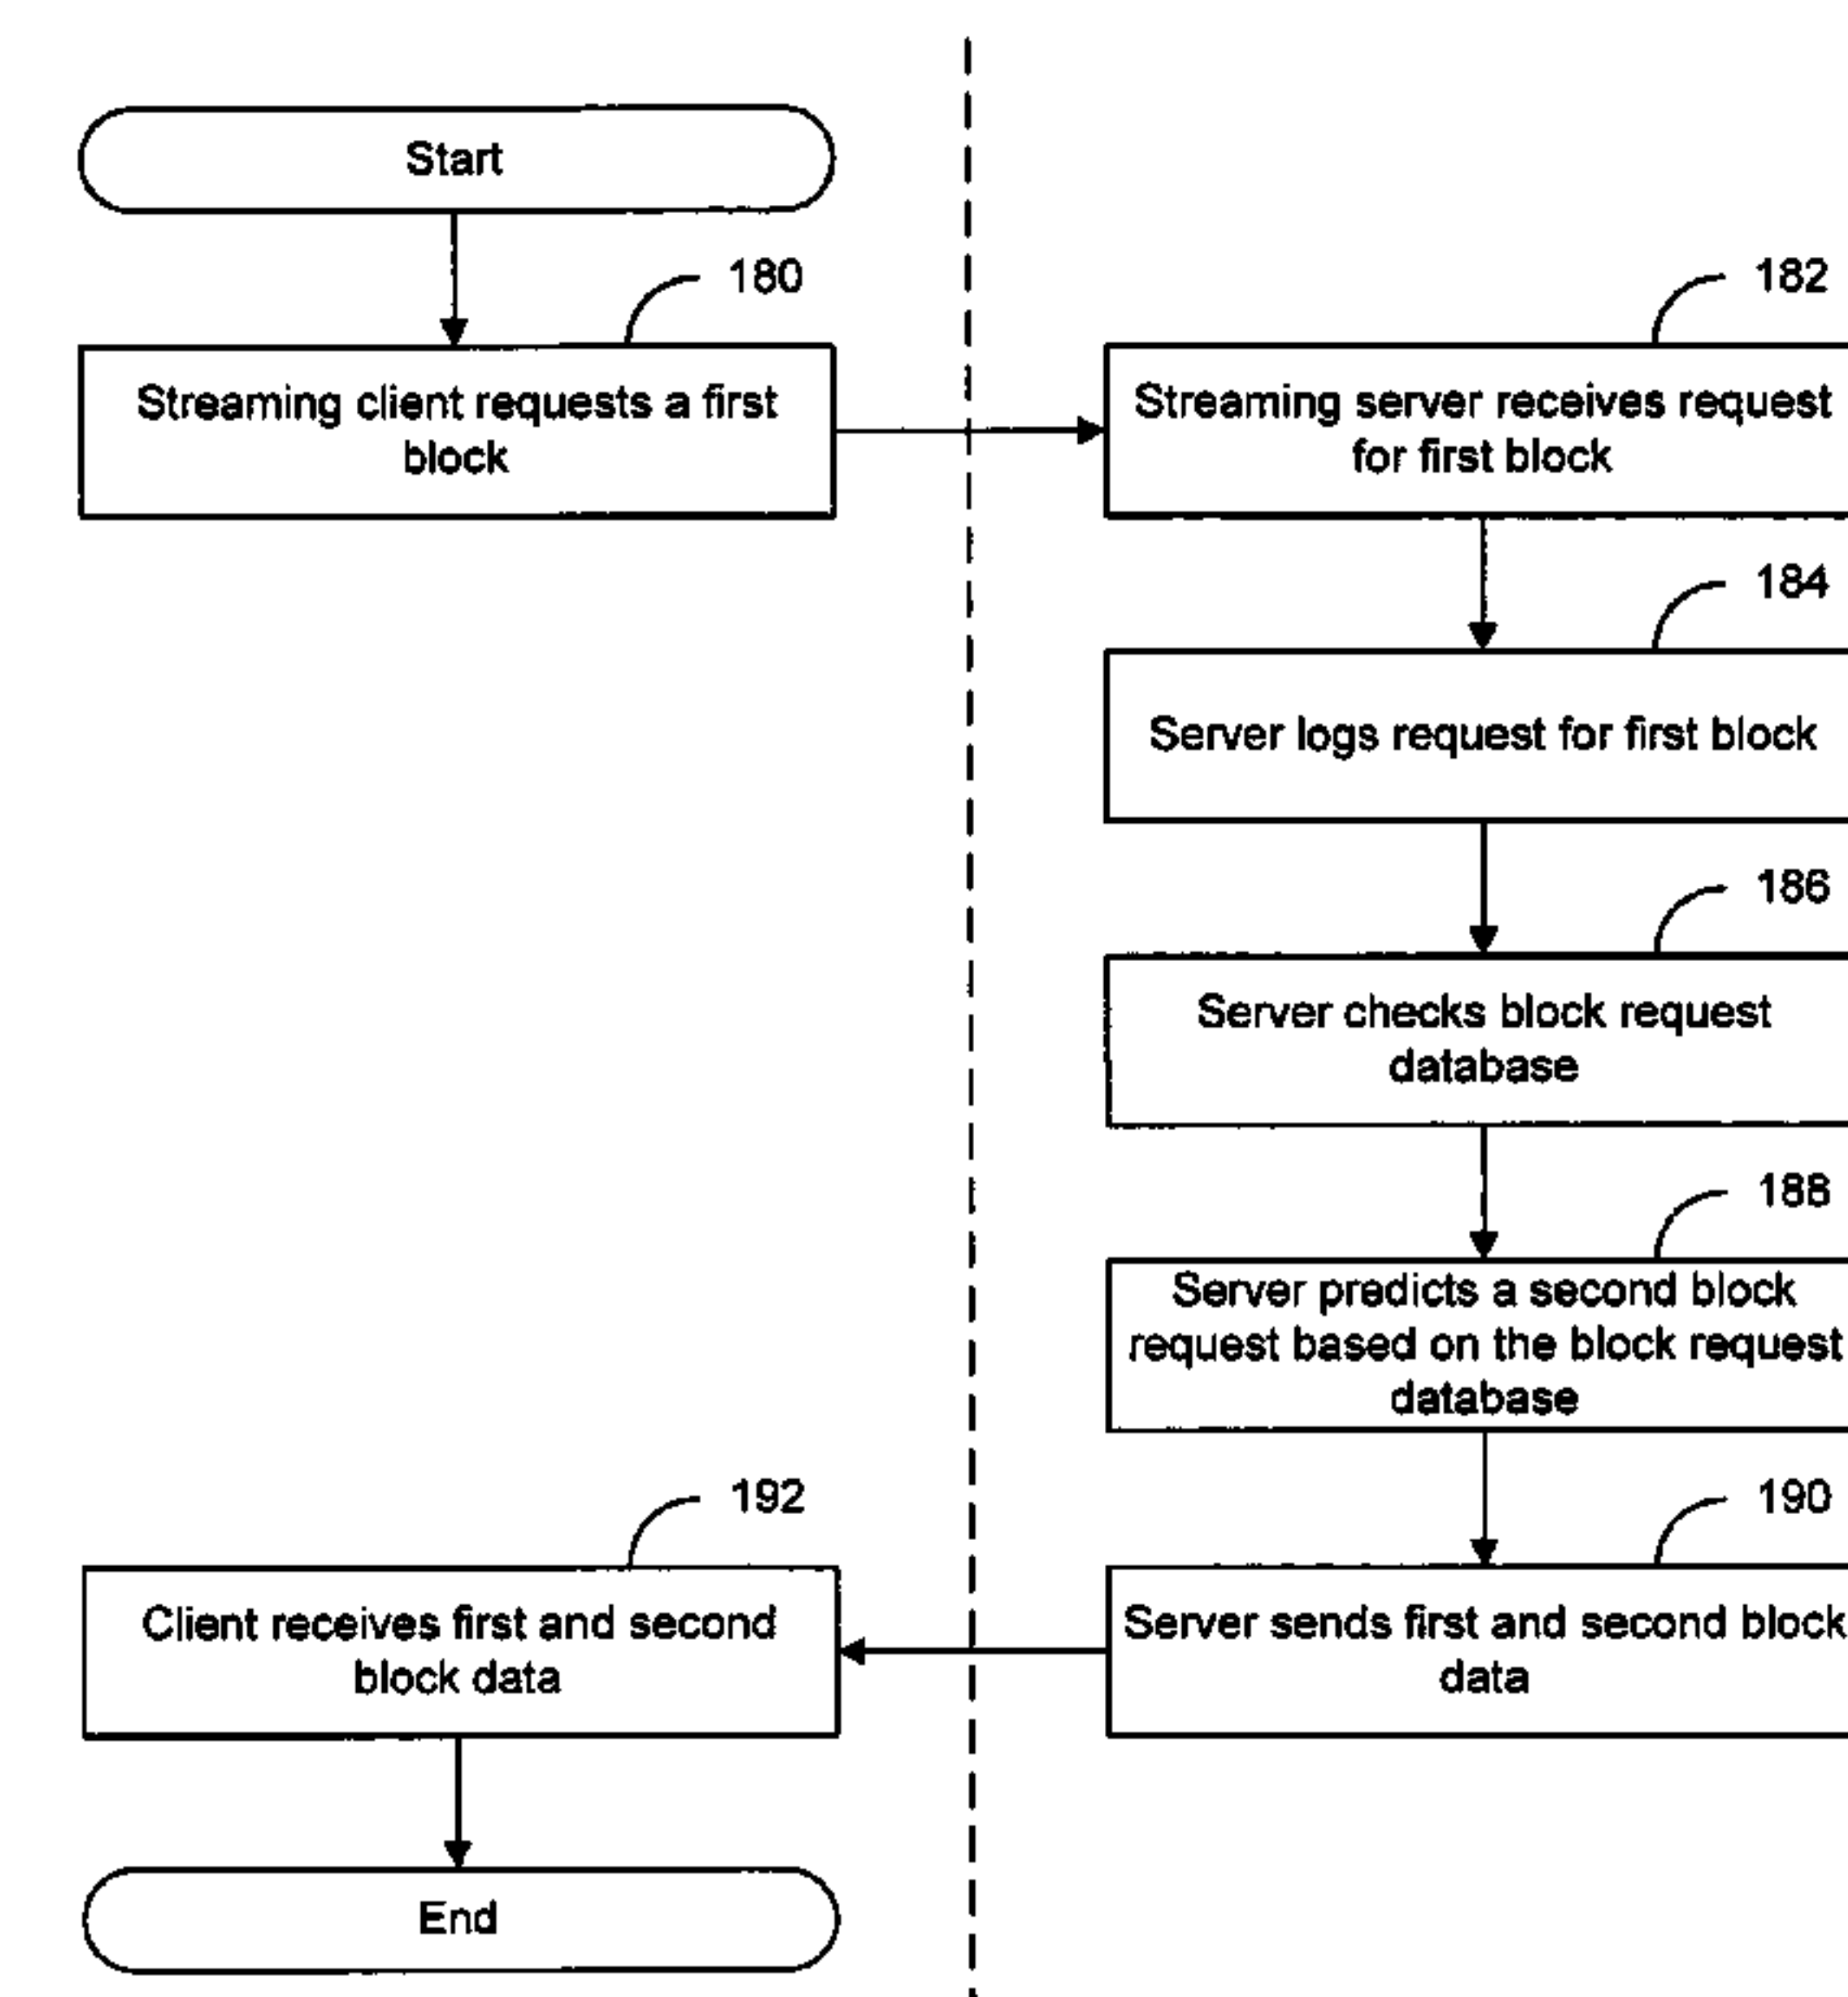 Start
180
Streaming client requests a first
block
182
Streaming server receives request
for first block
184
Server logs request for first block
186
Server checks block request
database
188
Server predicts a second block
request based on the block request
database
190
Server sends first and second block
data
192
Client receives first and second
block data
End